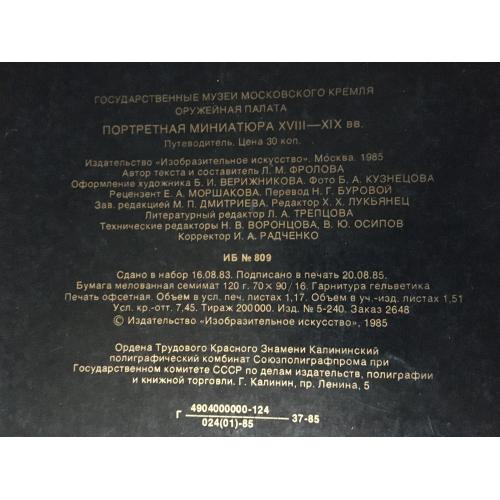 ГОСУДАРСТВЕННЫЕ МУЗЕИ МОСКОВСКОГО КРЕМЛЯ
ОРУЖЕЙНАЯ ПАЛАТА
ПОРТРЕТНАЯ МИНИАТЮРА XVIII—XIX вв.
Путеводитель. Цена 30 коп.
Издательство «Изобразительное искусство». Москва. 1985
Автор текста и составитель Л. М. ФРОЛОВА
Оформление художника Б. И. ВЕРИЖНИКОВА. Фото Б. А. КУЗНЕЦОВА
Рецензент Е. А. МОРШАКОВА. Перевод Н. Г. БУРОВОЙ
Зав. редакцией М. П. ДМИТРИЕВА. Редактор Х. Х. ЛУКЬЯНЕЦ
Литературный редактор Л. А. ТРЕПЦОВА
Технические редакторы Н. В. ВОРОНЦОВА, В. Ю. ОСИПОВ
Корректор И. А. РАДЧЕНКО
ИБ № 809
Сдано в набор 16.08.83. Подписано в печать 20.08.85.
Бумага мелованная семимат 120 г. 70 × 90/16. Гарнитура гельветика
Печать офсетная. Объем в усл. печ. листах 1,17. Объем в уч.-изд. листах 1,51
Усл. кр.-отт. 7,45. Тираж 200000. Изд. № 5-240. Заказ 2648
© Издательство «Изобразительное искусство», 1985
Ордена Трудового Красного Знамени Калининский
полиграфический комбинат Союзполиграфпрома при
Государственном комитете СССР по делам издательств, полиграфии
и книжной торговли. Г. Калинин, пр. Ленина, 5
Г 4904000000-124 37-85
024(01)-85